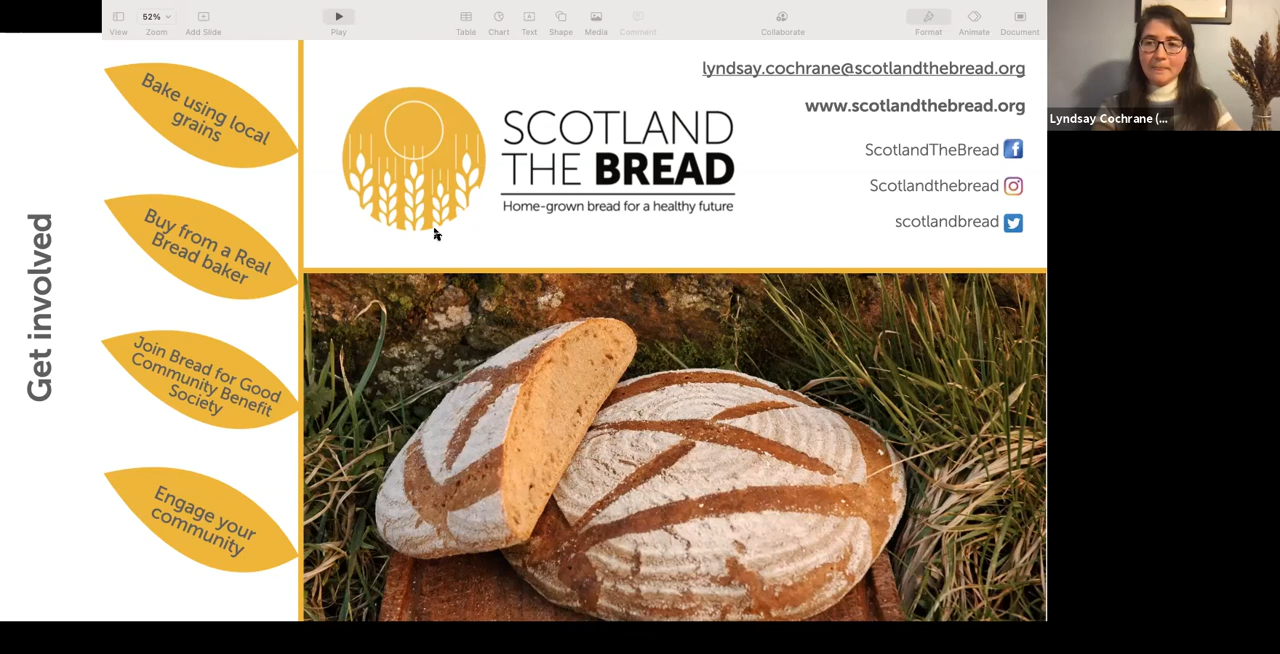 52%
View
Zoom
Add Slide
Play
Table
Chart
Text
Shape
Media
Comment
Collaborate
Format
Animate
Document
Lyndsay Cochrane (...
Get involved
Bake using local
grains
Buy from a Real
Bread baker
Join Bread for Good
Community Benefit
Society
Engage your
community
SCOTLAND
THE BREAD
Home-grown bread for a healthy future
lyndsay.cochrane@scotlandthebread.org
www.scotlandthebread.org
ScotlandTheBread
Scotlandthebread
scotlandbread